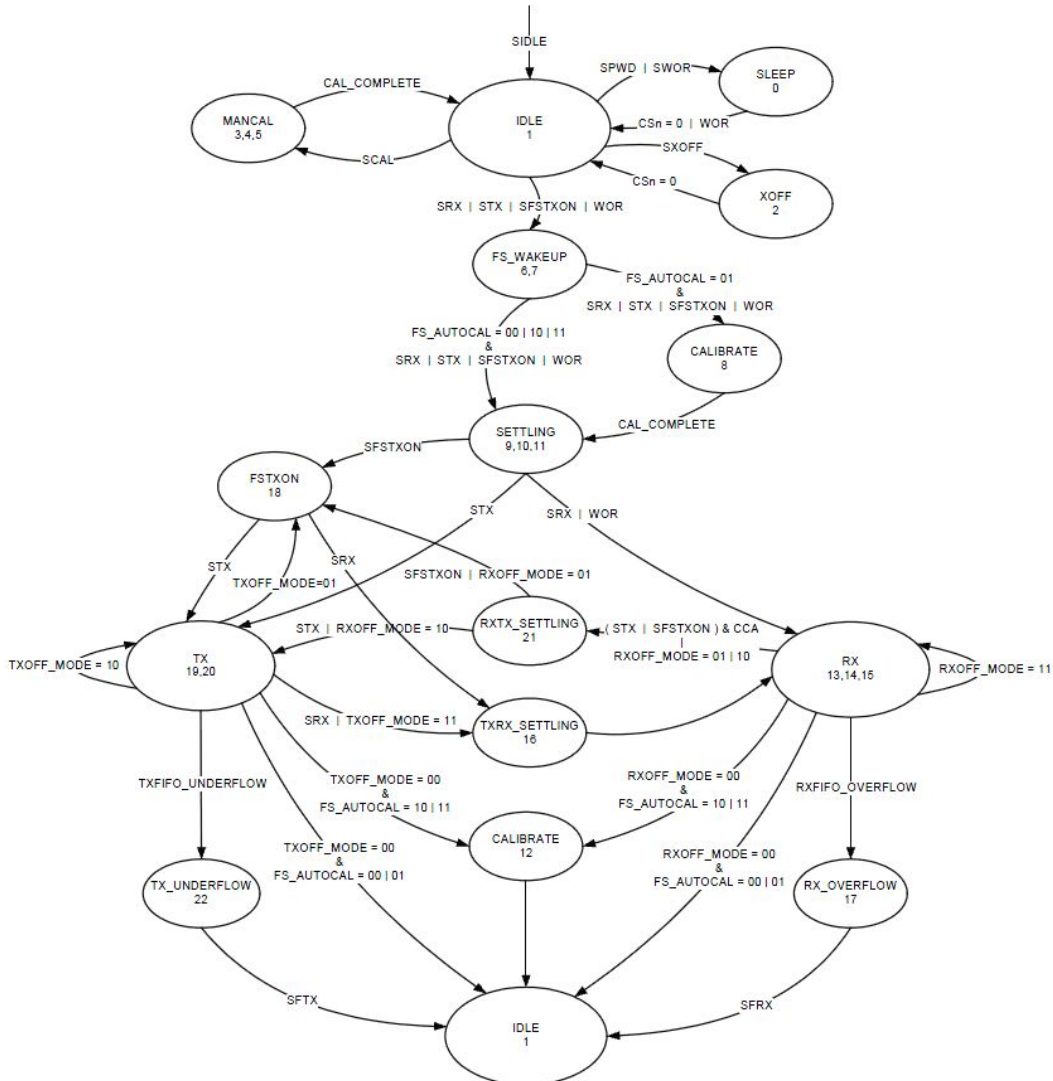 SIDLE
SPWD | SWOR
SLEEP
0
CAL_COMPLETE
MANCAL
3,4,5
IDLE
1
CSn = 0 | WOR
SCAL
SXOFF
CSn = 0
XOFF
2
SRX | STX | SFSTXON | WOR
FS_WAKEUP
6,7
FS_AUTOCAL = 01
&
SRX | STX | SFSTXON | WOR
FS_AUTOCAL = 00 | 10 | 11
&
SRX | STX | SFSTXON | WOR
CALIBRATE
8
SETTLING
9,10,11
CAL_COMPLETE
SFSTXON
FSTXON
18
STX
SRX | WOR
STX
SRX
TXOFF_MODE=01
SFSTXON | RXOFF_MODE = 01
RXTX_SETTLING
21
STX | RXOFF_MODE = 10
( STX | SFSTXON ) & CCA
|
RXOFF_MODE = 01 | 10
TXOFF_MODE = 10
TX
19,20
RX
13,14,15
RXOFF_MODE = 11
SRX | TXOFF_MODE = 11
TXRX_SETTLING
16
TXFIFO_UNDERFLOW
TXOFF_MODE = 00
&
FS_AUTOCAL = 10 | 11
RXOFF_MODE = 00
&
FS_AUTOCAL = 10 | 11
RXFIFO_OVERFLOW
CALIBRATE
12
TXOFF_MODE = 00
&
FS_AUTOCAL = 00 | 01
RXOFF_MODE = 00
&
FS_AUTOCAL = 00 | 01
TX_UNDERFLOW
22
RX_OVERFLOW
17
SFTX
SFRX
IDLE
1